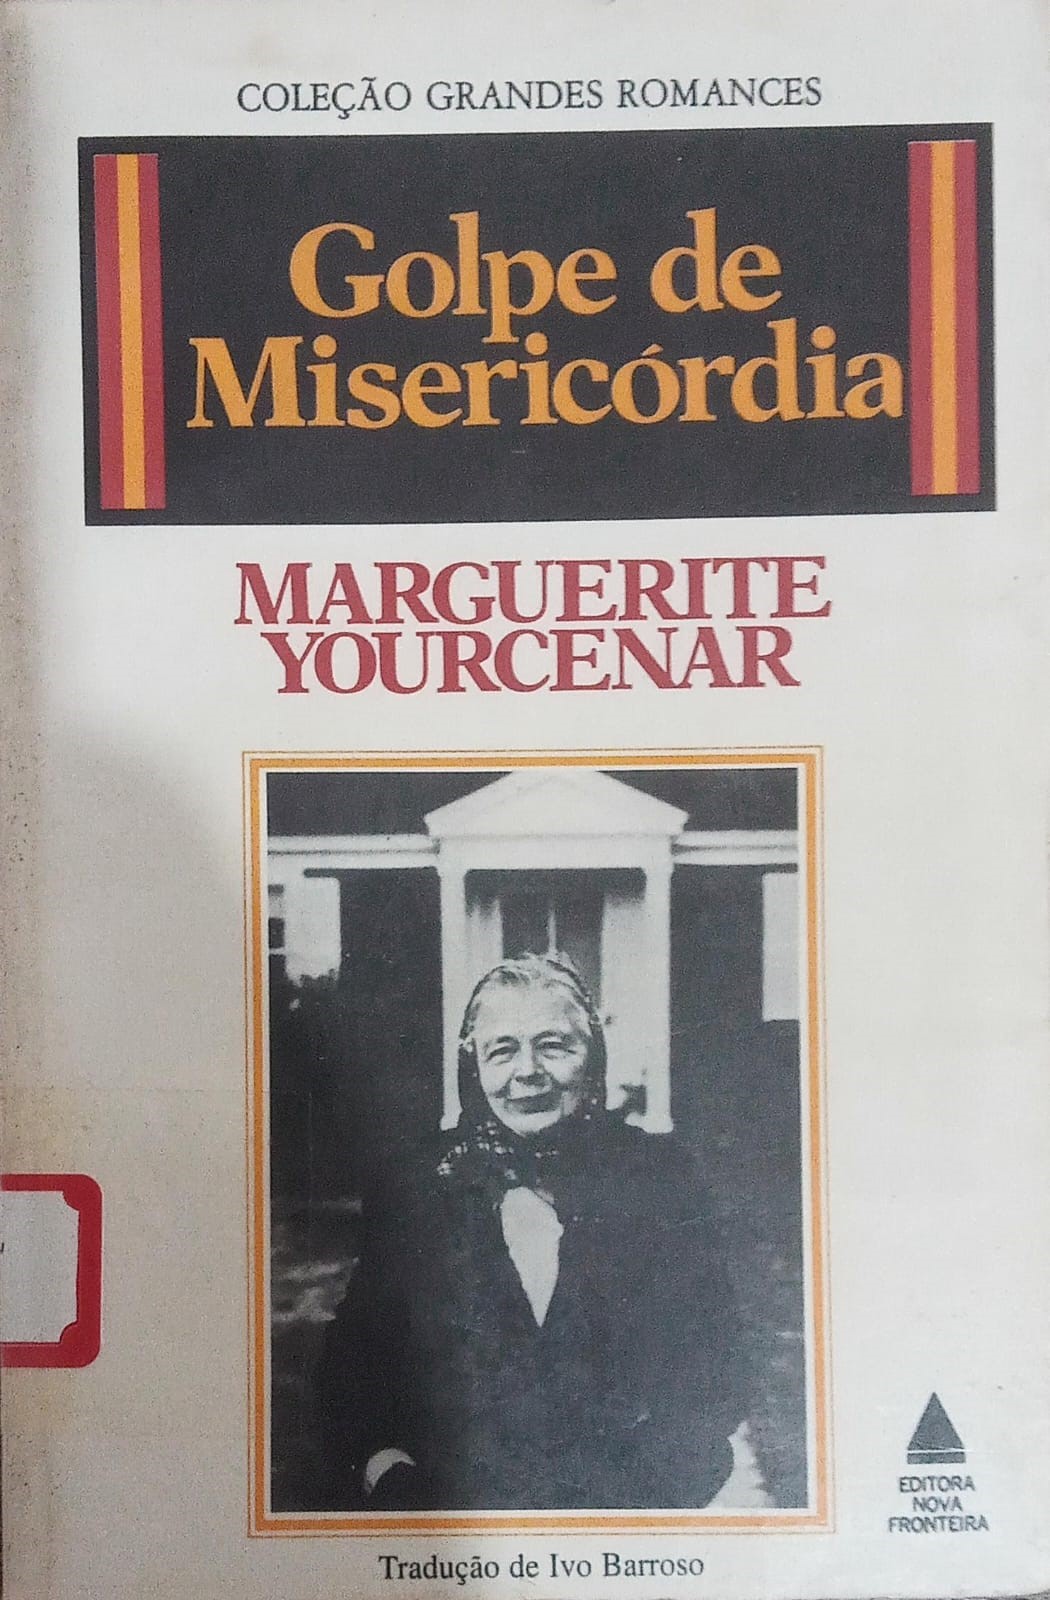 COLEÇÃO GRANDES ROMANCES
Golpe de
Misericórdia
MARGUERITE
YOURCENAR
EDITORA
NOVA
FRONTEIRA
Tradução de Ivo Barroso